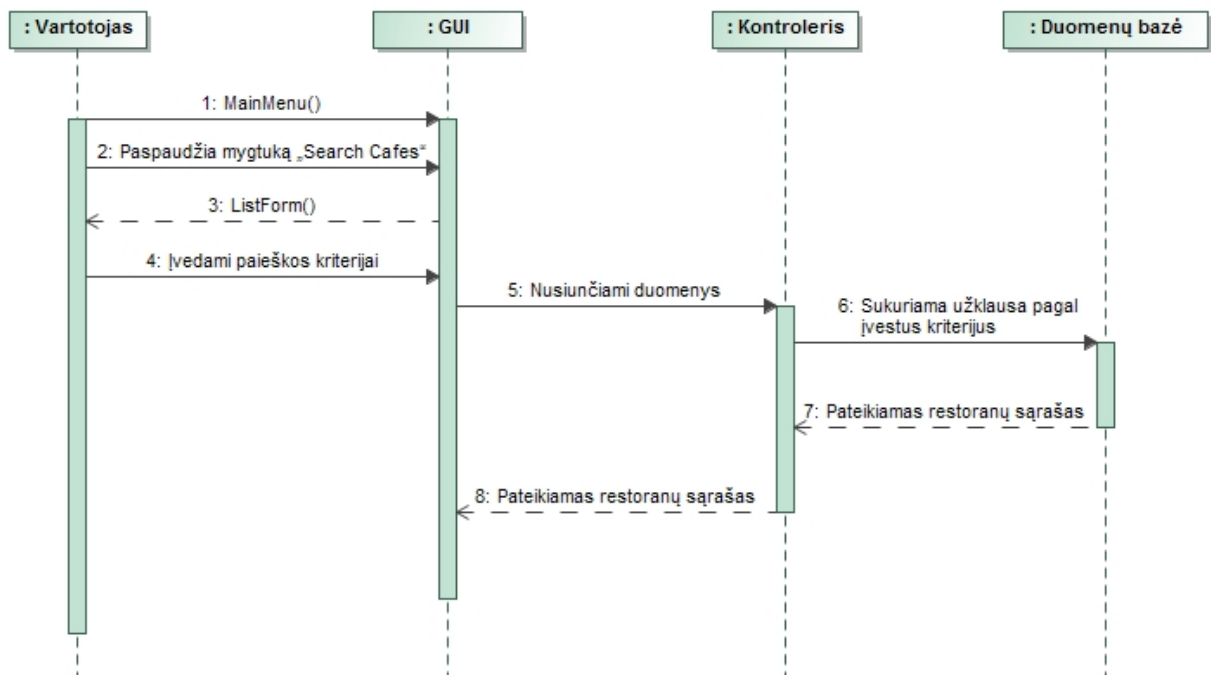 : Vartotojas
: GUI
: Kontroleris
: Duomenų bazė
1: MainMenu()
2: Paspaudžia mygtuką „Search Cafes“
3: ListForm()
4: Įvedami paieškos kriterijai
5: Nusiunčiami duomenys
6: Sukuriama užklausa pagal
įvestus kriterijus
7: Pateikiamas restoranų sąrašas
8: Pateikiamas restoranų sąrašas